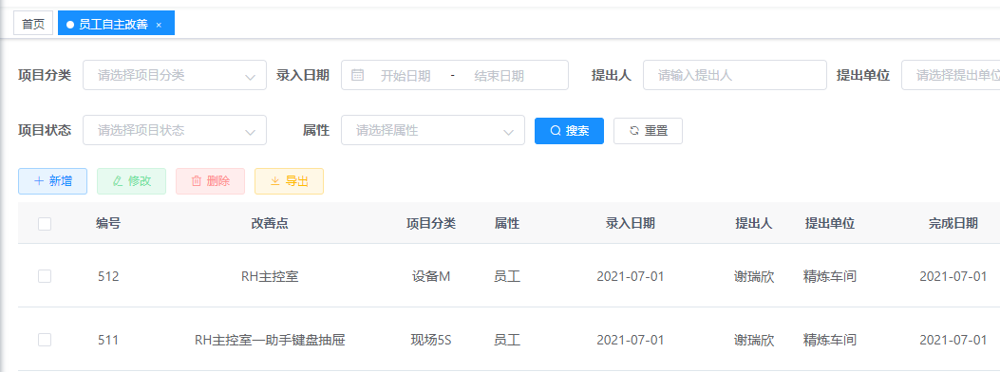 首页 员工自主改善 ×
项目分类 请选择项目分类 录入日期 开始日期 - 结束日期 提出人 请输入提出人 提出单位 请选择提出单位
项目状态 请选择项目状态 属性 请选择属性 搜索 重置
新增 修改 删除 导出
编号 改善点 项目分类 属性 录入日期 提出人 提出单位 完成日期
512 RH主控室 设备M 员工 2021-07-01 谢瑞欣 精炼车间 2021-07-01
511 RH主控室一助手键盘抽屉 现场5S 员工 2021-07-01 谢瑞欣 精炼车间 2021-07-01